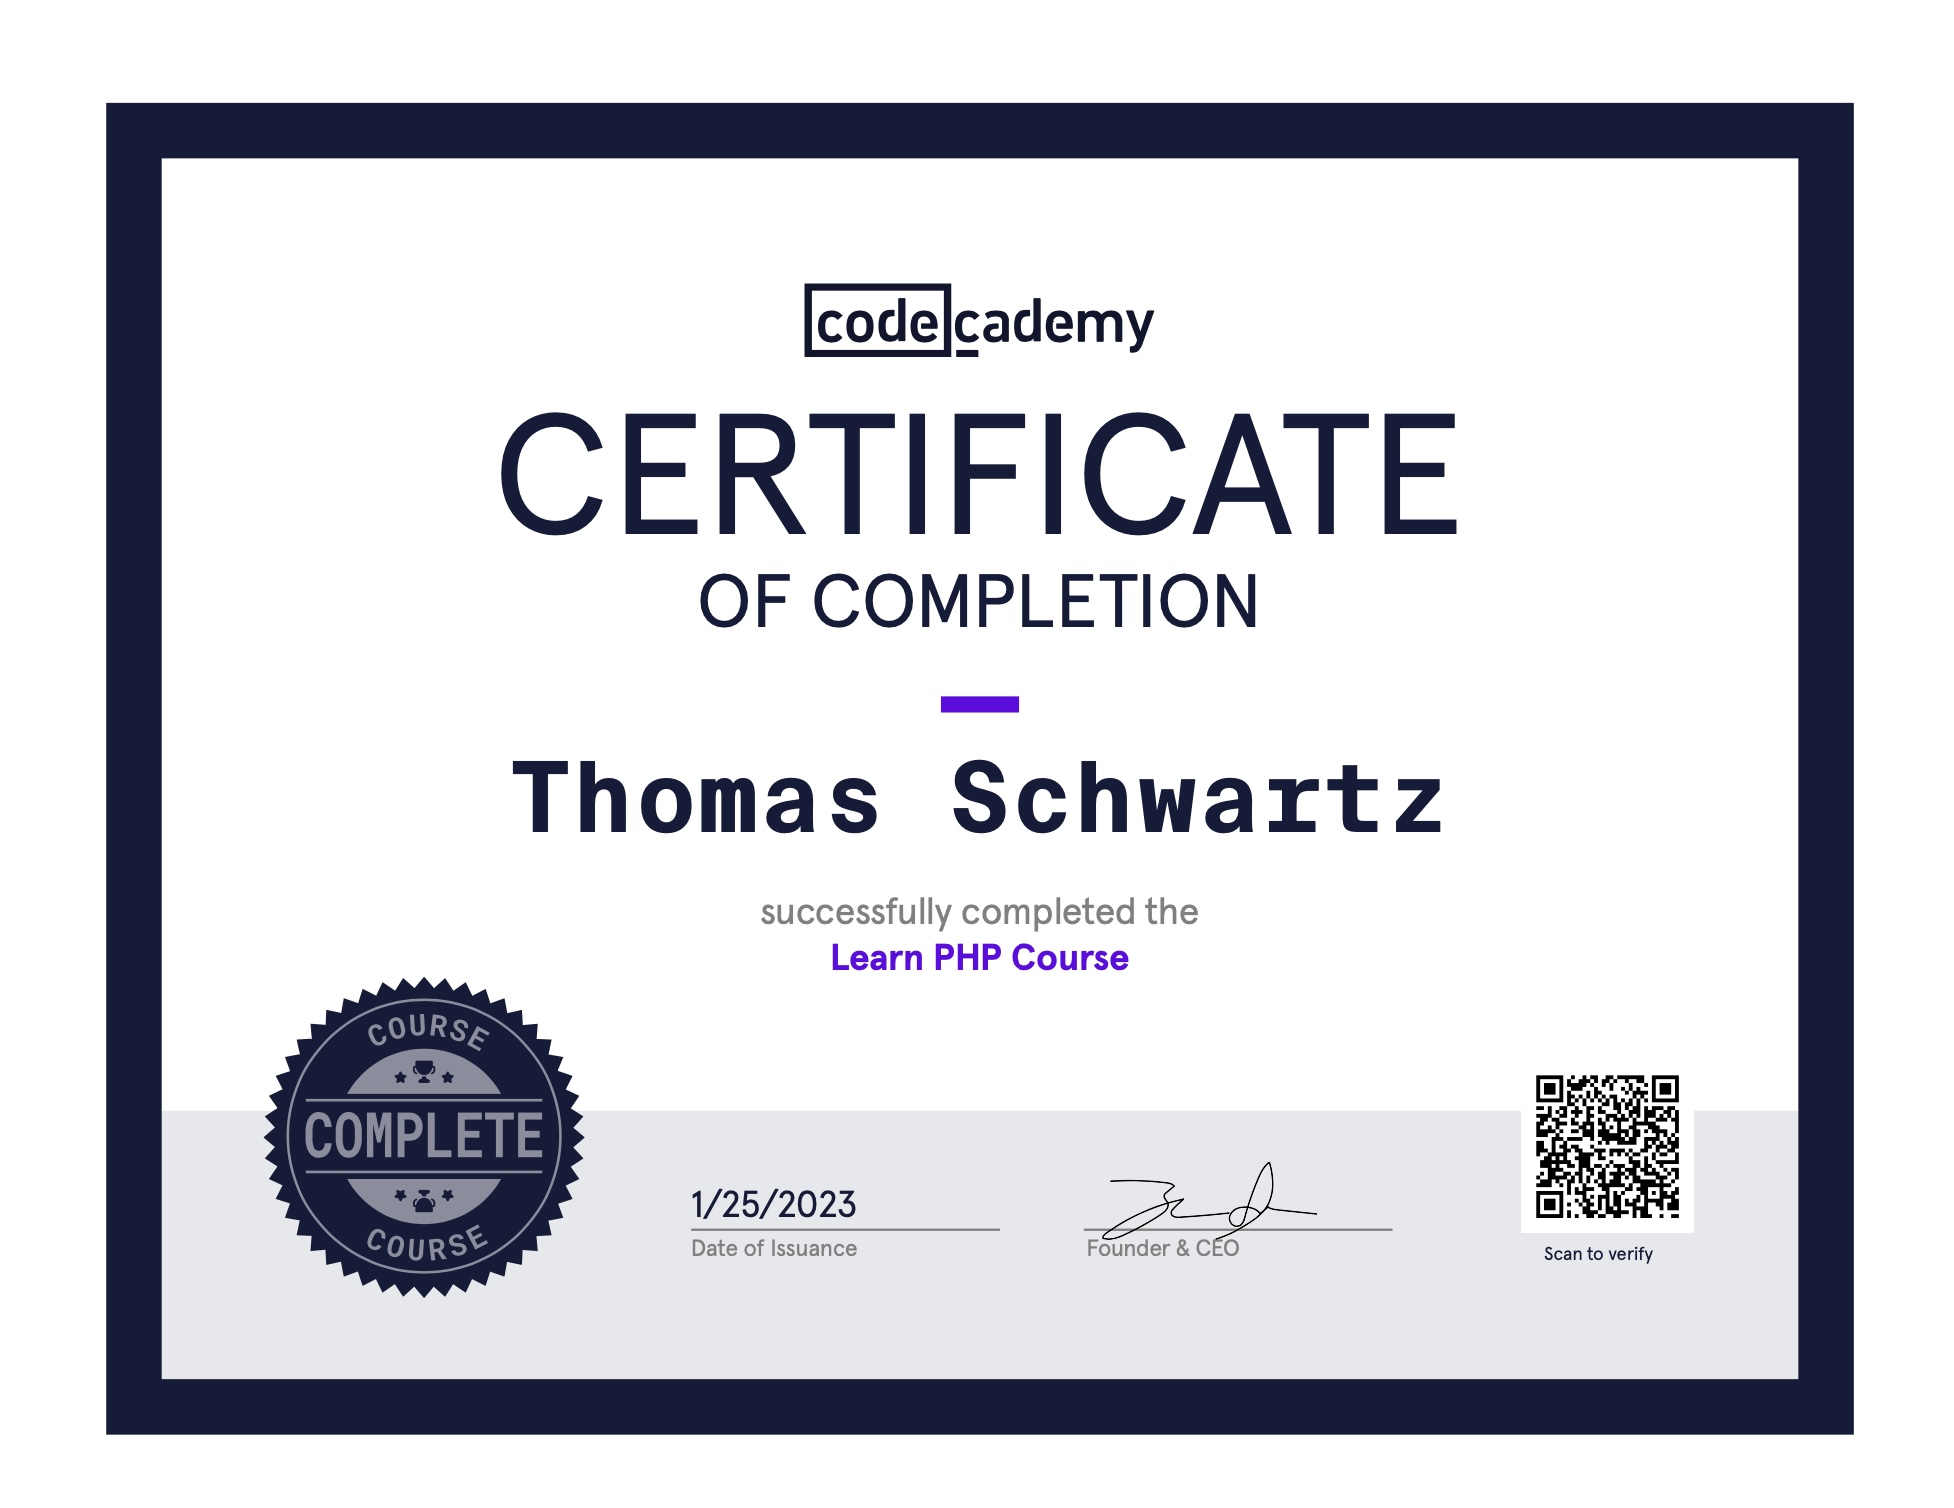 codecademy
CERTIFICATE
OF COMPLETION
Thomas Schwartz
successfully completed the
Learn PHP Course
COURSE
COMPLETE
COURSE
1/25/2023
Date of Issuance
Founder & CEO
Scan to verify